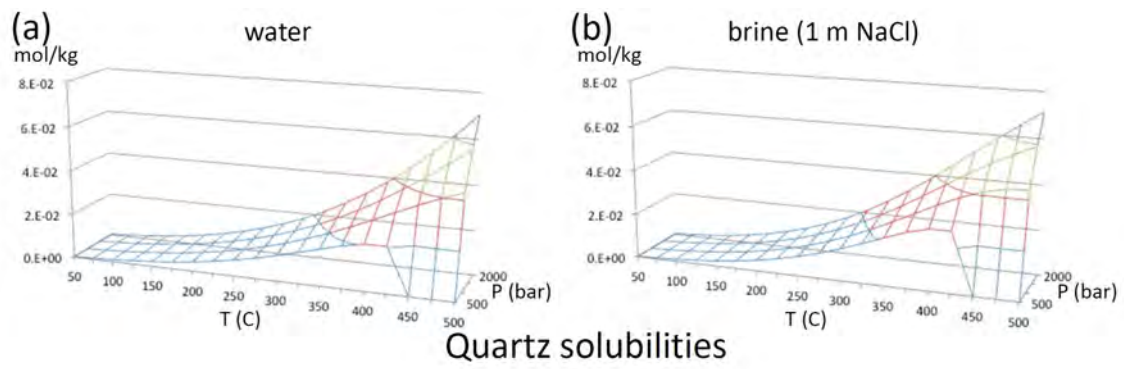 (a)
water
mol/kg
8.E-02
6.E-02
4.E-02
2.E-02
0.E+00
50
100
150
200
250
300
350
400
450
500
500
2000
P (bar)
T (C)
(b)
brine (1 m NaCl)
mol/kg
8.E-02
6.E-02
4.E-02
2.E-02
0.E+00
50
100
150
200
250
300
350
400
450
500
500
2000
P (bar)
T (C)
Quartz solubilities